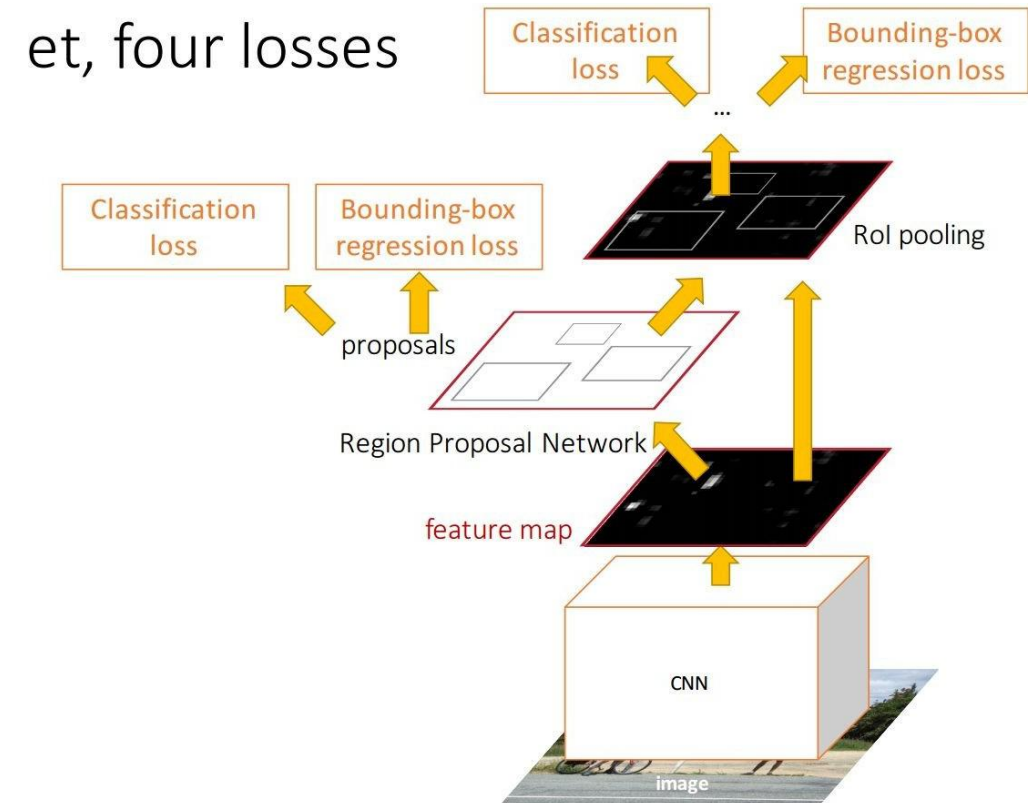 et, four losses
Classification
loss
Bounding-box
regression loss
...
Classification
loss
Bounding-box
regression loss
RoI pooling
proposals
Region Proposal Network
feature map
CNN
image